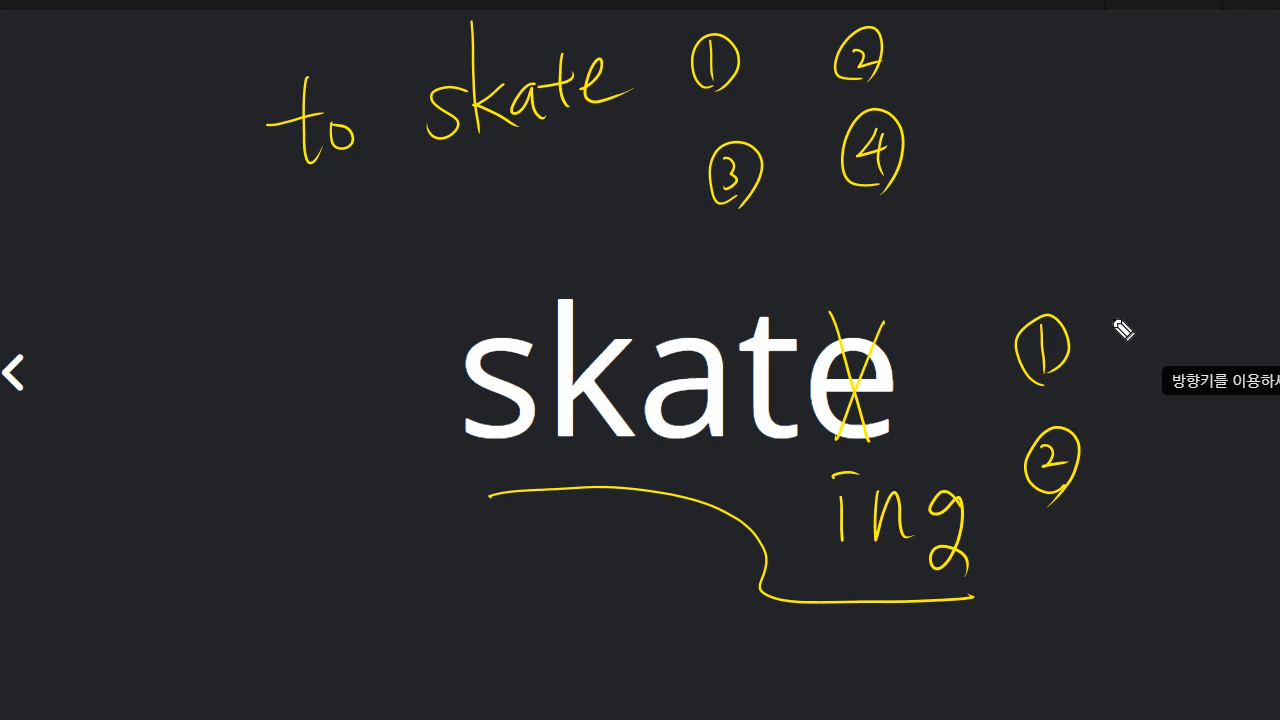 to skate ① ②
③ ④
skate ①
ing ②
방향키를 이용하